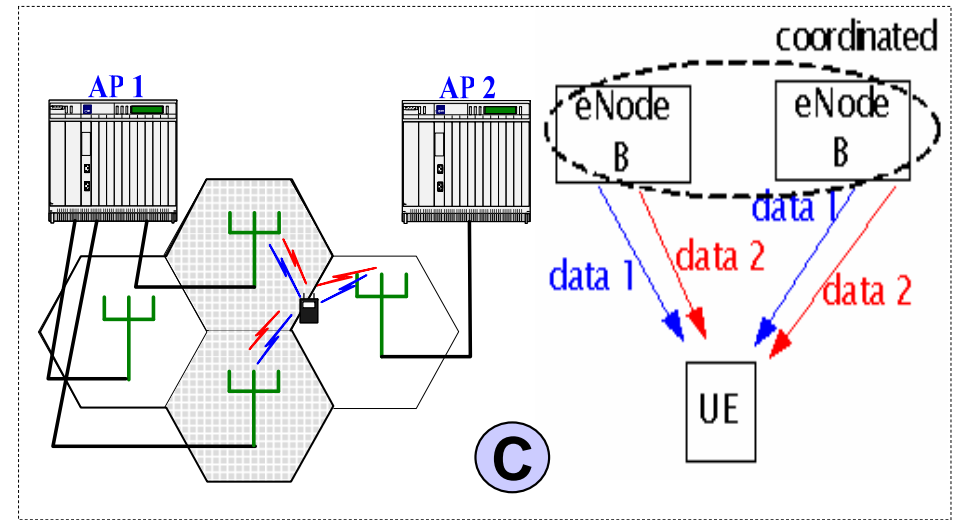 AP 1
AP 2
coordinated
eNode
B
eNode
B
data 1
data 2
data 1
data 2
UE
C